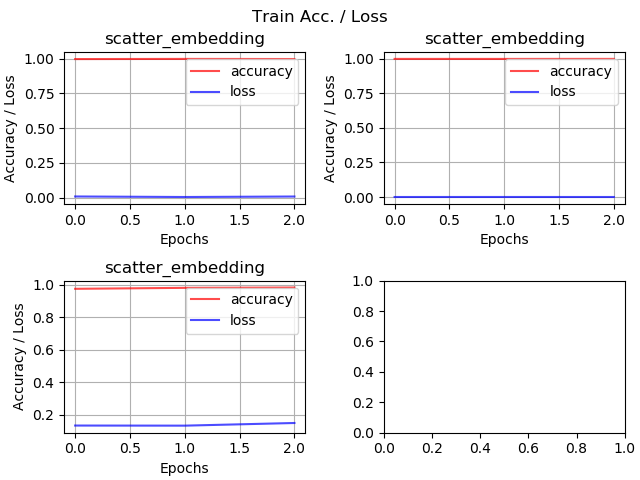 Train Acc. / Loss
scatter_embedding
1.00
0.75
0.50
0.25
0.00
Accuracy / Loss
accuracy
loss
0.0 0.5 1.0 1.5 2.0
Epochs
scatter_embedding
1.00
0.75
0.50
0.25
0.00
Accuracy / Loss
accuracy
loss
0.0 0.5 1.0 1.5 2.0
Epochs
scatter_embedding
1.0
0.8
0.6
0.4
0.2
Accuracy / Loss
accuracy
loss
0.0 0.5 1.0 1.5 2.0
Epochs
1.0
0.8
0.6
0.4
0.2
0.0
0.0 0.2 0.4 0.6 0.8 1.0